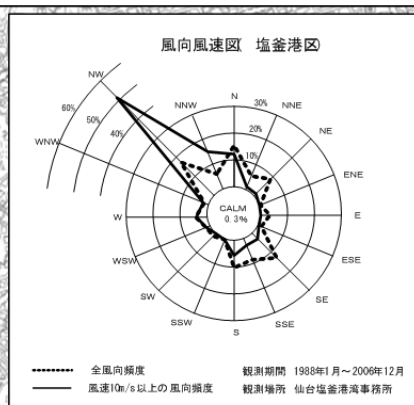 風向風速図( 塩釜港区)
N
NNE
NE
ENE
E
ESE
SE
SSE
S
SSW
SW
WSW
W
WNW
NW
NNW
60%
50%
40%
30%
20%
10%
CALM
0.3%
全風向頻度
風速10m/s以上の風向頻度
観測期間 1988年1月～2006年12月
観測場所 仙台塩釜港湾事務所